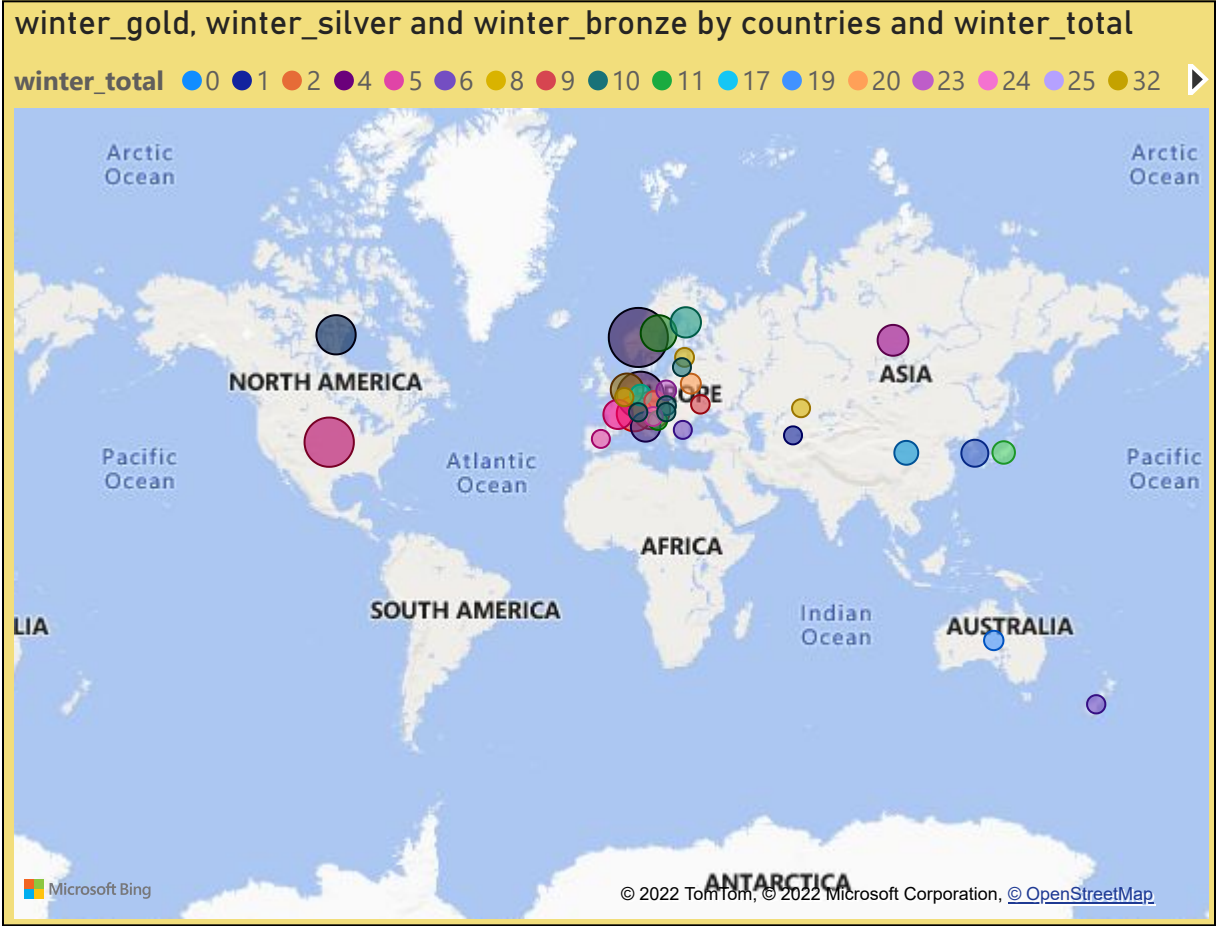 winter_gold, winter_silver and winter_bronze by countries and winter_total
winter_total 0 1 2 4 5 6 8 9 10 11 17 19 20 23 24 25 32
Arctic
Ocean
Arctic
Ocean
NORTH AMERICA
OPE
ASIA
Pacific
Ocean
Atlantic
Ocean
Pacific
Ocean
AFRICA
SOUTH AMERICA
Indian
Ocean
LIA
AUSTRALIA
ANTARCTICA
Microsoft Bing
© 2022 TomTom, © 2022 Microsoft Corporation, © OpenStreetMap